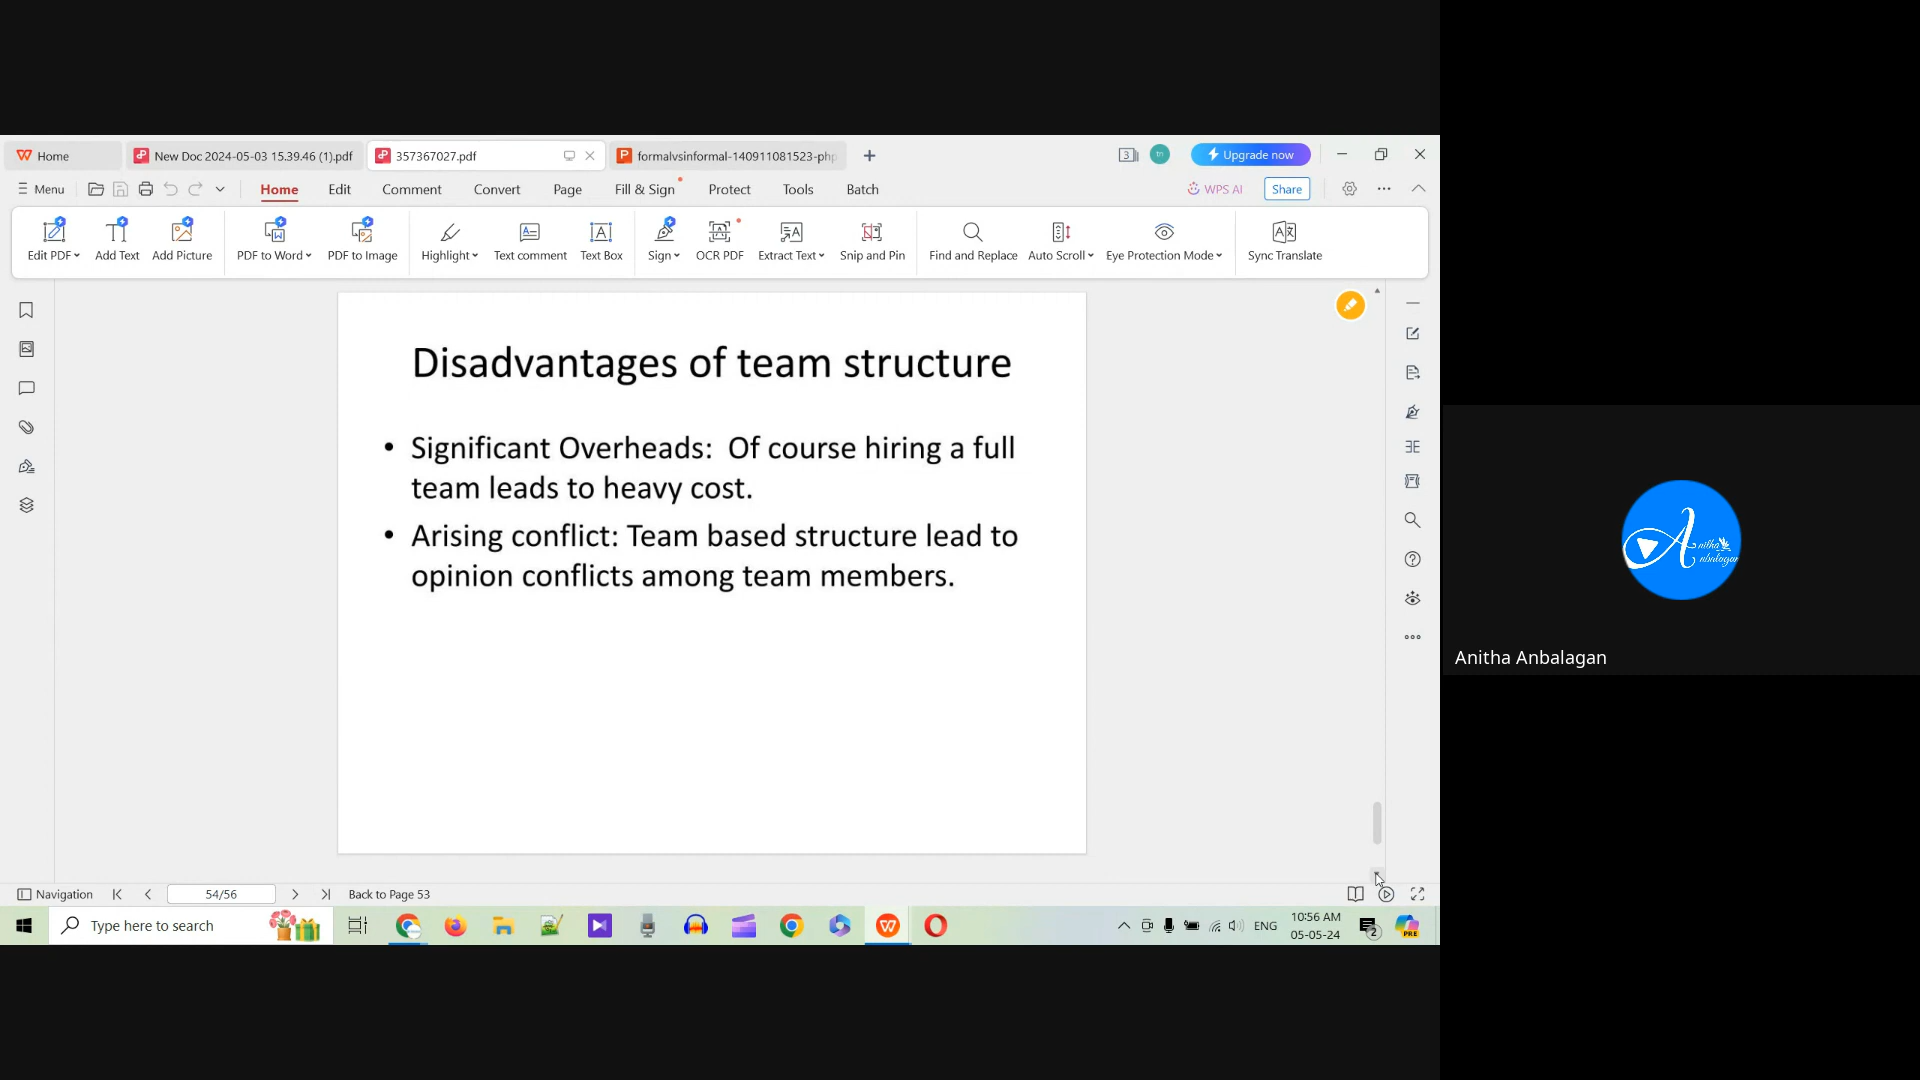 Home
New Doc 2024-05-03 15.39.46 (1).pdf
357367027.pdf
formalvsinformal-140911081523-php
3
Upgrade now
Menu
Home
Edit
Comment
Convert
Page
Fill & Sign
Protect
Tools
Batch
WPS AI
Share
Edit PDF
Add Text
Add Picture
PDF to Word
PDF to Image
Highlight
Text comment
Text Box
Sign
OCR PDF
Extract Text
Snip and Pin
Find and Replace
Auto Scroll
Eye Protection Mode
Sync Translate
Disadvantages of team structure
• Significant Overheads: Of course hiring a full
team leads to heavy cost.
• Arising conflict: Team based structure lead to
opinion conflicts among team members.
Anitha Anbalagan
Navigation
54/56
Back to Page 53
Type here to search
ENG
10:56 AM
05-05-24
2
PRE